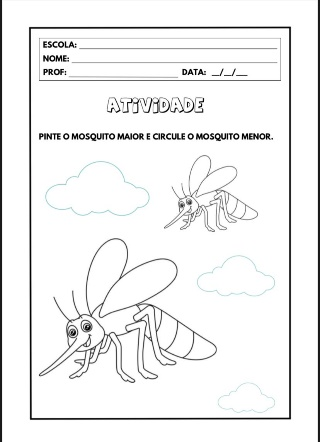 ESCOLA:
NOME:
PROF: DATA: __/__/__
ATIVIDADE
PINTE O MOSQUITO MAIOR E CIRCULE O MOSQUITO MENOR.